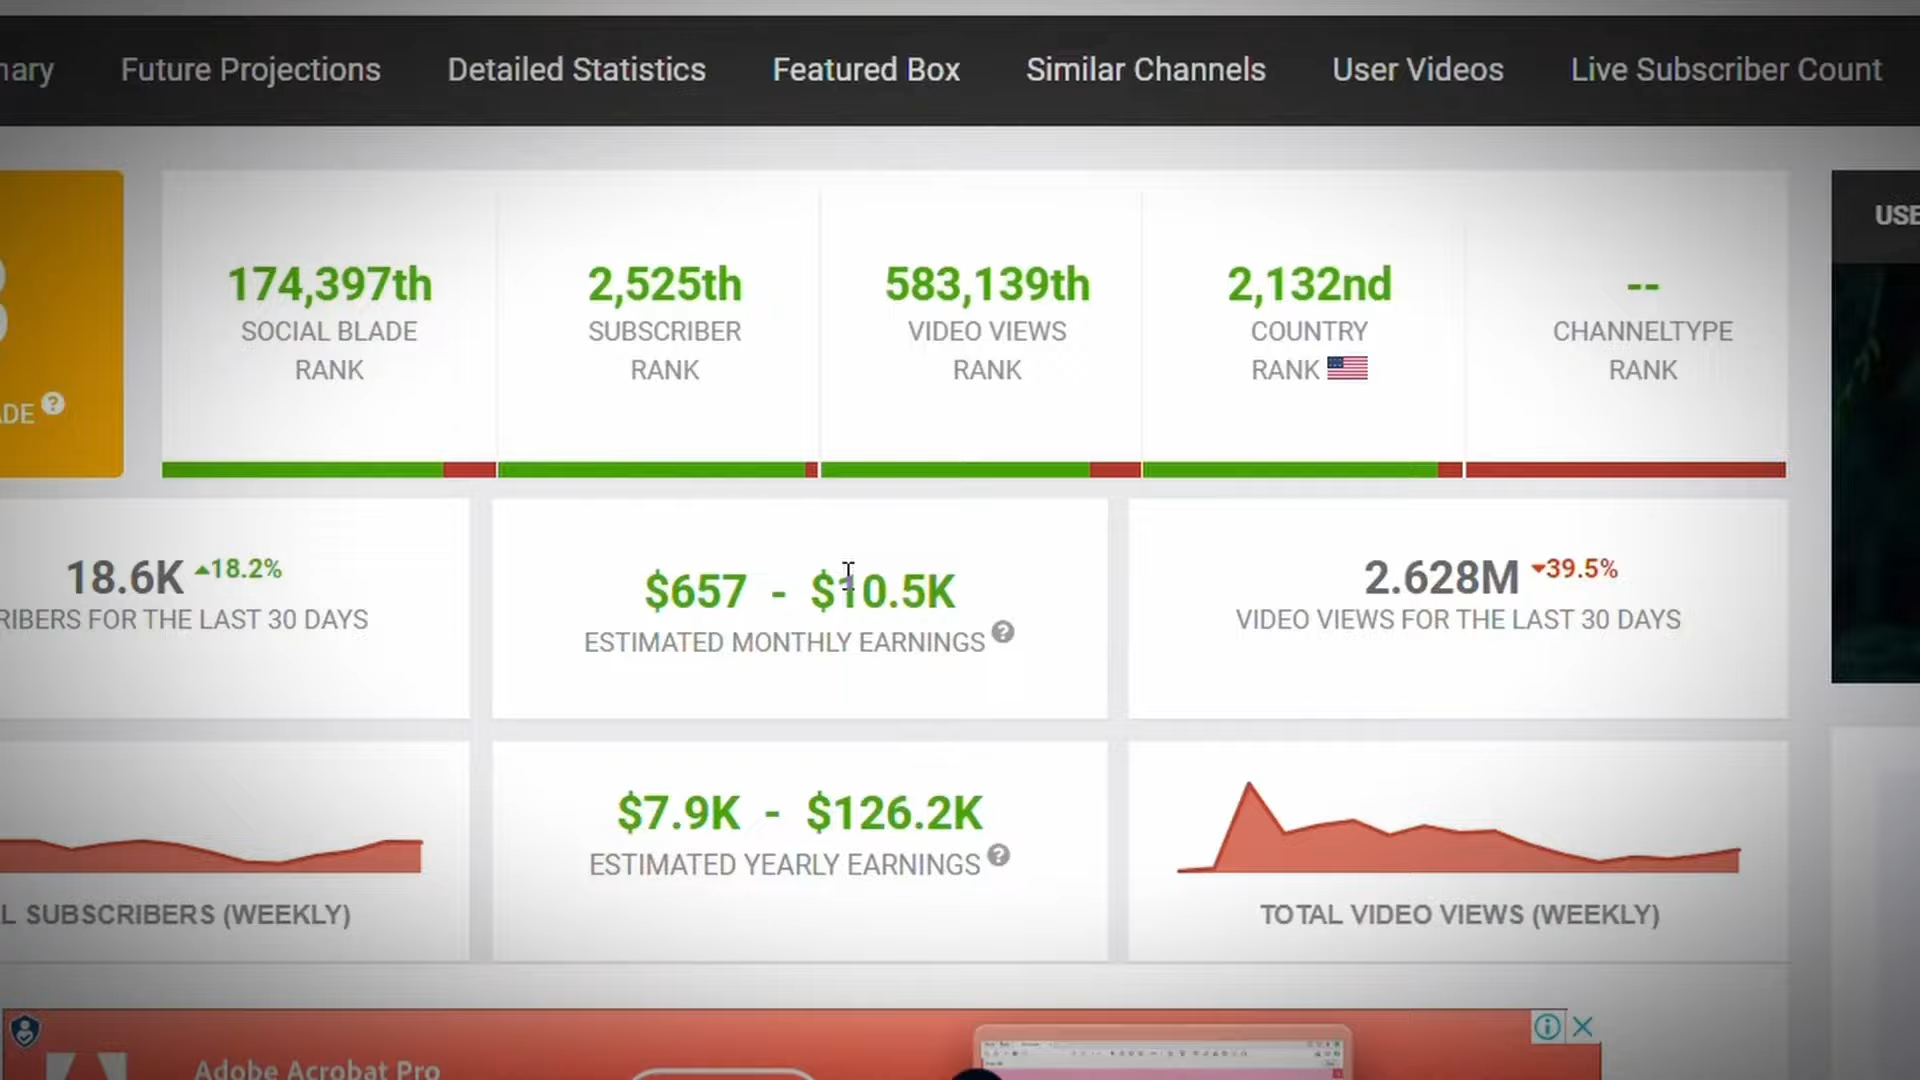 nary Future Projections Detailed Statistics Featured Box Similar Channels User Videos Live Subscriber Count
USE
174,397th
SOCIAL BLADE
RANK
2,525th
SUBSCRIBER
RANK
583,139th
VIDEO VIEWS
RANK
2,132nd
COUNTRY
RANK
--
CHANNELTYPE
RANK
ADE ?
18.6K 18.2%
RIBERS FOR THE LAST 30 DAYS
$657 - $10.5K
ESTIMATED MONTHLY EARNINGS ?
2.628M 39.5%
VIDEO VIEWS FOR THE LAST 30 DAYS
L SUBSCRIBERS (WEEKLY)
$7.9K - $126.2K
ESTIMATED YEARLY EARNINGS ?
TOTAL VIDEO VIEWS (WEEKLY)
Adobe Acrobat Pro